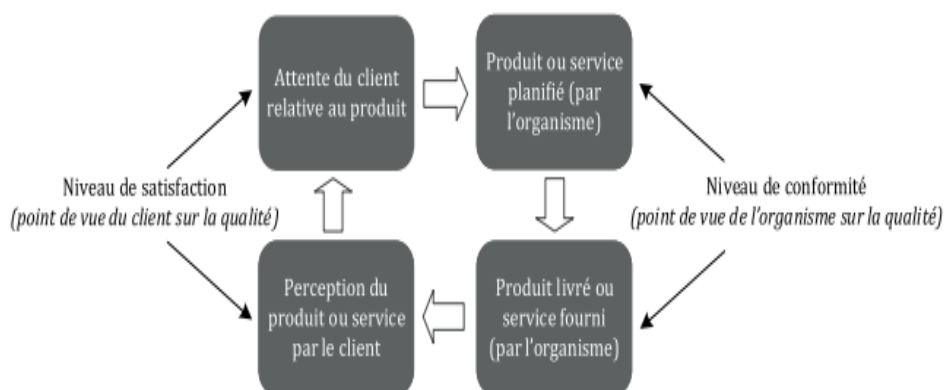 Attente du client
relative au produit
Produit ou service
planifié (par
l'organisme)
Niveau de satisfaction
(point de vue du client sur la qualité)
Niveau de conformité
(point de vue de l'organisme sur la qualité)
Perception du
produit ou service
par le client
Produit livré ou
service fourni
(par l'organisme)